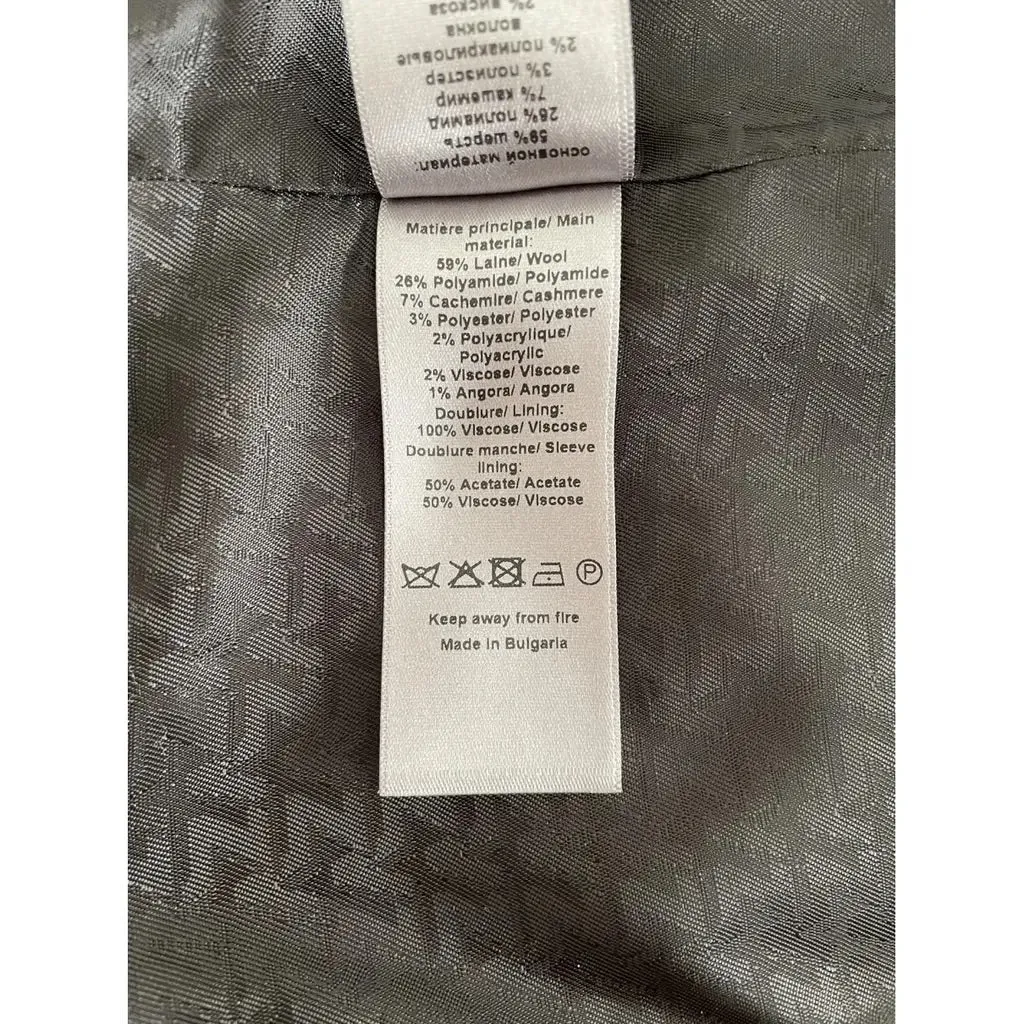 2% вискоза
волокна
2% полиакриловые
3% полиэстер
7% кашемир
26% полиамид
59% шерсть
основной материал:
Matière principale/ Main
material:
59% Laine/ Wool
26% Polyamide/ Polyamide
7% Cachemire/ Cashmere
3% Polyester/ Polyester
2% Polyacrylique/
Polyacrylic
2% Viscose/ Viscose
1% Angora/ Angora
Doublure/ Lining:
100% Viscose/ Viscose
Doublure manche/ Sleeve
lining:
50% Acetate/ Acetate
50% Viscose/ Viscose
P
Keep away from fire
Made in Bulgaria